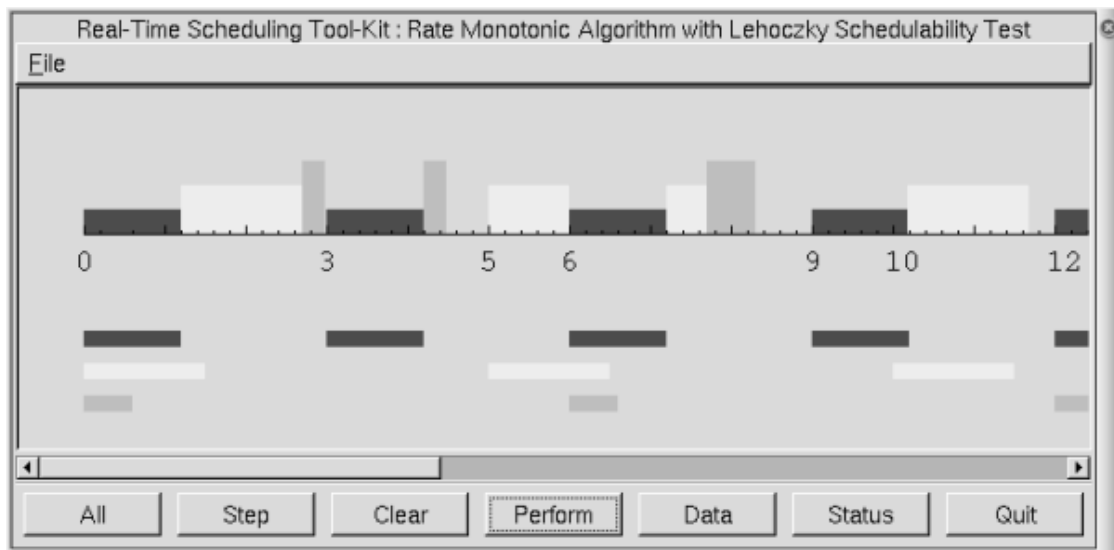 Real-Time Scheduling Tool-Kit : Rate Monotonic Algorithm with Lehoczky Schedulability Test
File
0 3 5 6 9 10 12
All Step Clear Perform Data Status Quit